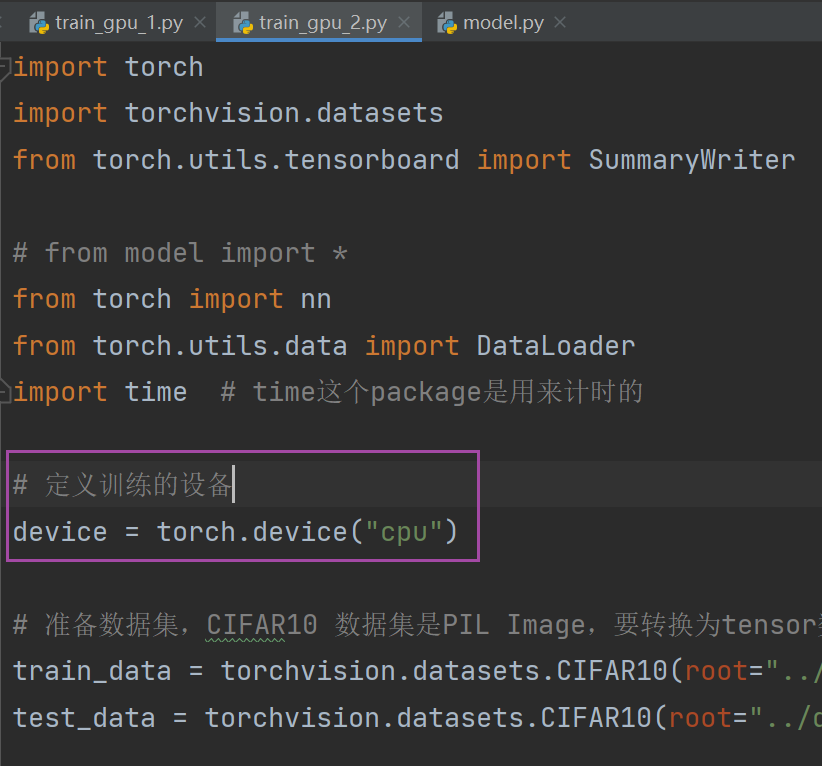 train_gpu_1.py train_gpu_2.py model.py
import torch
import torchvision.datasets
from torch.utils.tensorboard import SummaryWriter
# from model import *
from torch import nn
from torch.utils.data import DataLoader
import time  # time这个package是用来计时的
# 定义训练的设备
device = torch.device("cpu")
# 准备数据集，CIFAR10 数据集是PIL Image，要转换为tensor
train_data = torchvision.datasets.CIFAR10(root="../
test_data = torchvision.datasets.CIFAR10(root="../